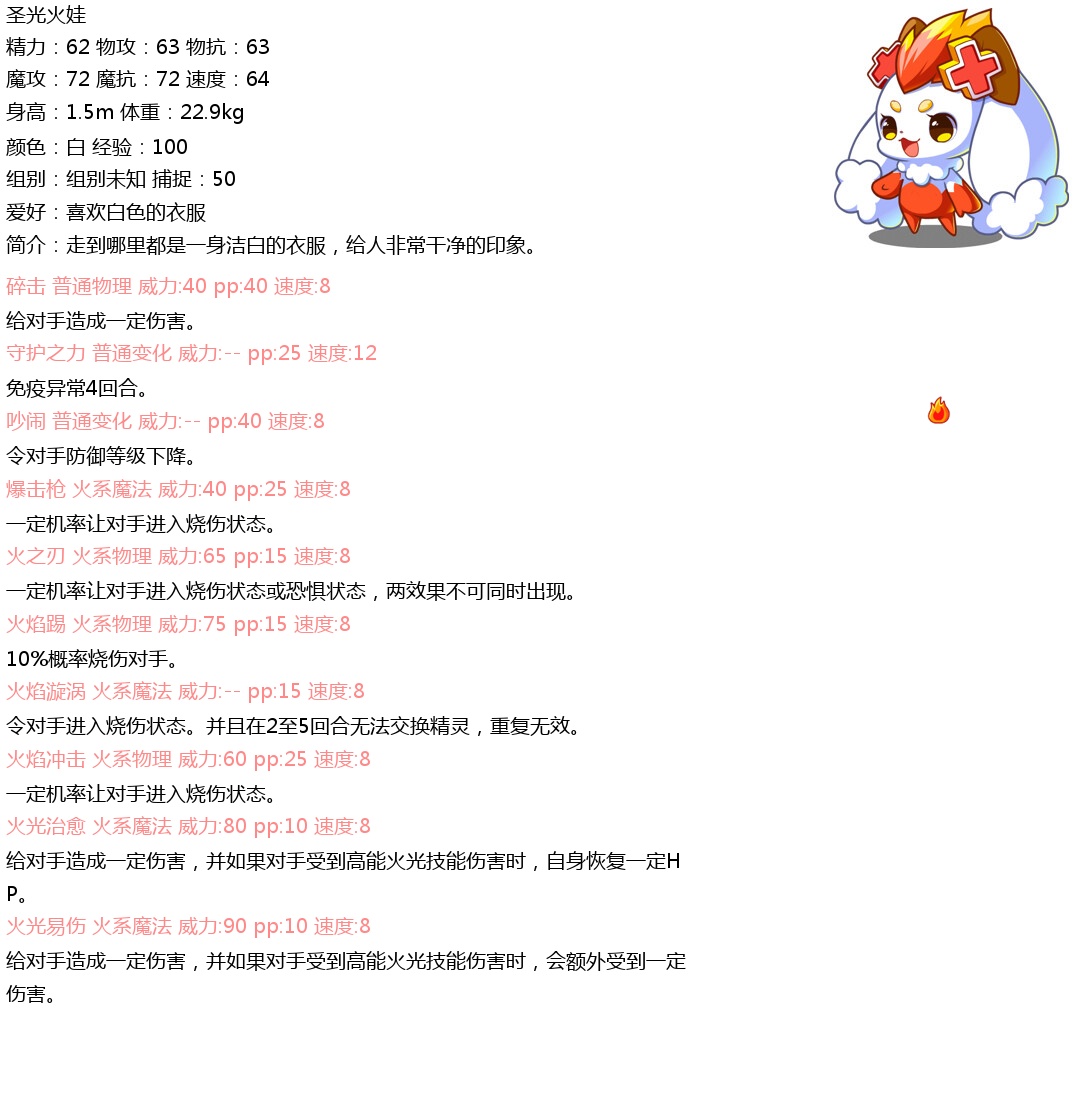 圣光火娃
精力：62 物攻：63 物抗：63
魔攻：72 魔抗：72 速度：64
身高：1.5m 体重：22.9kg
颜色：白 经验：100
组别：组别未知 捕捉：50
爱好：喜欢白色的衣服
简介：走到哪里都是一身洁白的衣服，给人非常干净的印象。
碎击 普通物理 威力:40 pp:40 速度:8
给对手造成一定伤害。
守护之力 普通变化 威力:-- pp:25 速度:12
免疫异常4回合。
吵闹 普通变化 威力:-- pp:40 速度:8
令对手防御等级下降。
爆击枪 火系魔法 威力:40 pp:25 速度:8
一定机率让对手进入烧伤状态。
火之刃 火系物理 威力:65 pp:15 速度:8
一定机率让对手进入烧伤状态或恐惧状态，两效果不可同时出现。
火焰踢 火系物理 威力:75 pp:15 速度:8
10%概率烧伤对手。
火焰漩涡 火系魔法 威力:-- pp:15 速度:8
令对手进入烧伤状态。并且在2至5回合无法交换精灵，重复无效。
火焰冲击 火系物理 威力:60 pp:25 速度:8
一定机率让对手进入烧伤状态。
火光治愈 火系魔法 威力:80 pp:10 速度:8
给对手造成一定伤害，并如果对手受到高能火光技能伤害时，自身恢复一定H
P。
火光易伤 火系魔法 威力:90 pp:10 速度:8
给对手造成一定伤害，并如果对手受到高能火光技能伤害时，会额外受到一定
伤害。